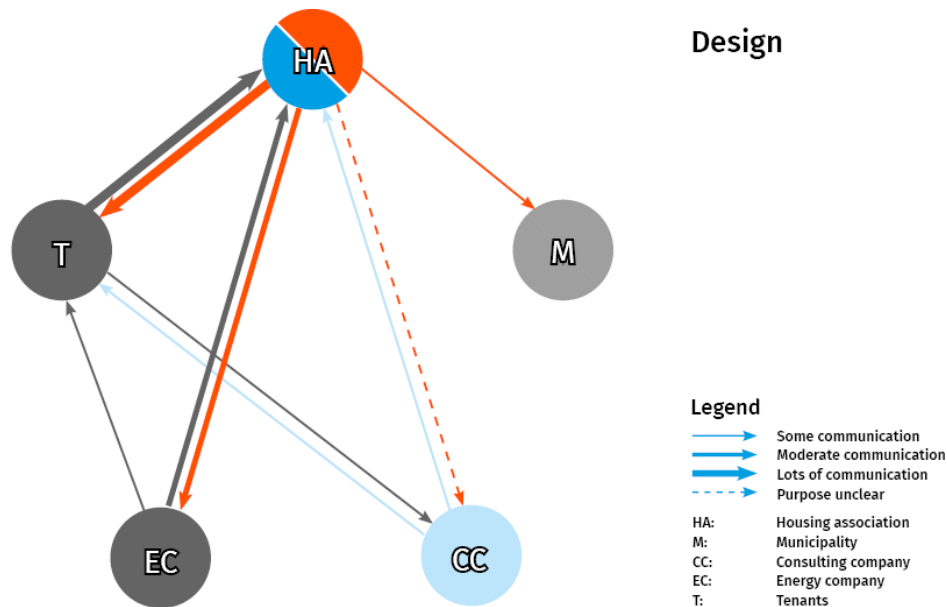 Design
HA
T
M
EC
CC
Legend
Some communication
Moderate communication
Lots of communication
Purpose unclear
HA: Housing association
M: Municipality
CC: Consulting company
EC: Energy company
T: Tenants